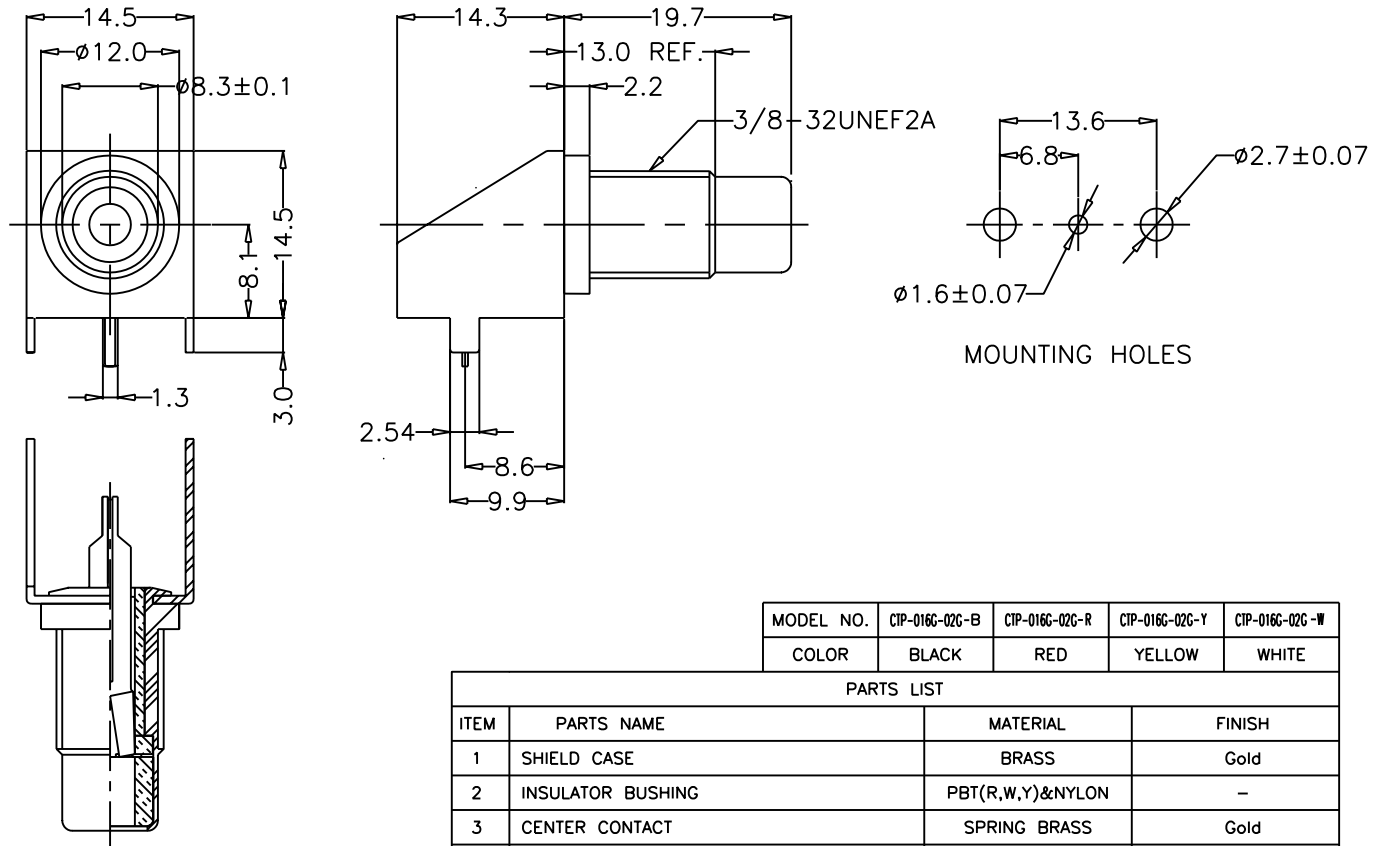 14.5
ø12.0
ø8.3±0.1
14.5
8.1
3.0
1.3
14.3
19.7
13.0 REF.
2.2
3/8-32UNEF2A
2.54
8.6
9.9
13.6
6.8
ø2.7±0.07
ø1.6±0.07
MOUNTING HOLES
MODEL NO. CTP-016G-02G-B CTP-016G-02G-R CTP-016G-02G-Y CTP-016G-02G-W
COLOR BLACK RED YELLOW WHITE
PARTS LIST
ITEM PARTS NAME MATERIAL FINISH
1 SHIELD CASE BRASS Gold
2 INSULATOR BUSHING PBT(R,W,Y)&NYLON –
3 CENTER CONTACT SPRING BRASS Gold